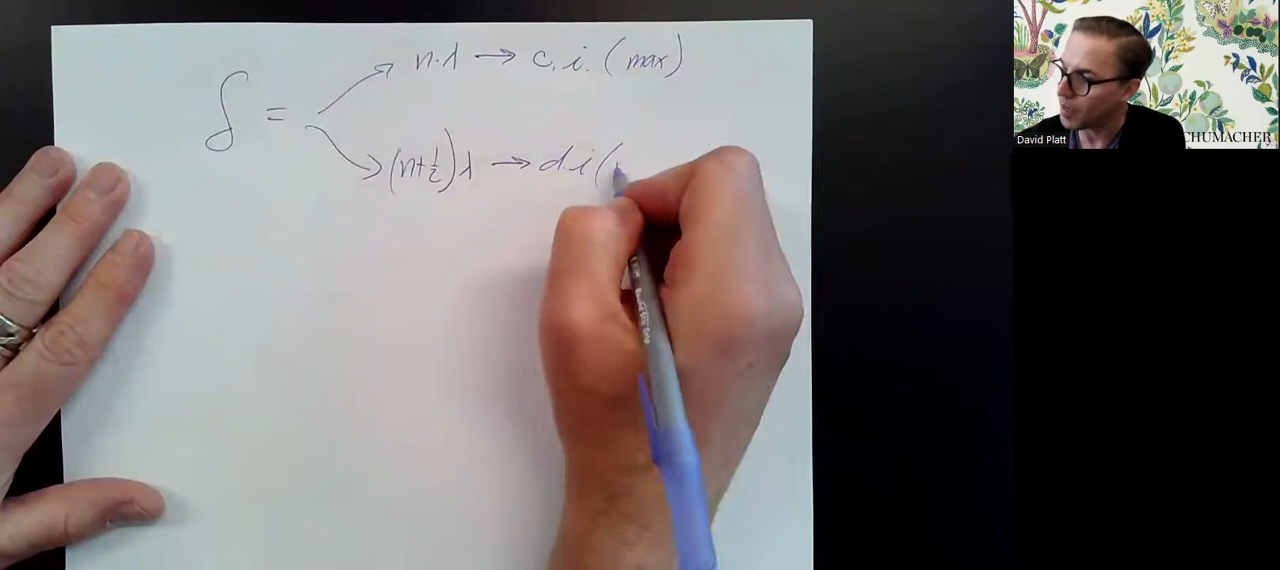 n·λ → c.i. (max)
δ =
(n+½)λ → d.i (
David Platt
CHUMACHER